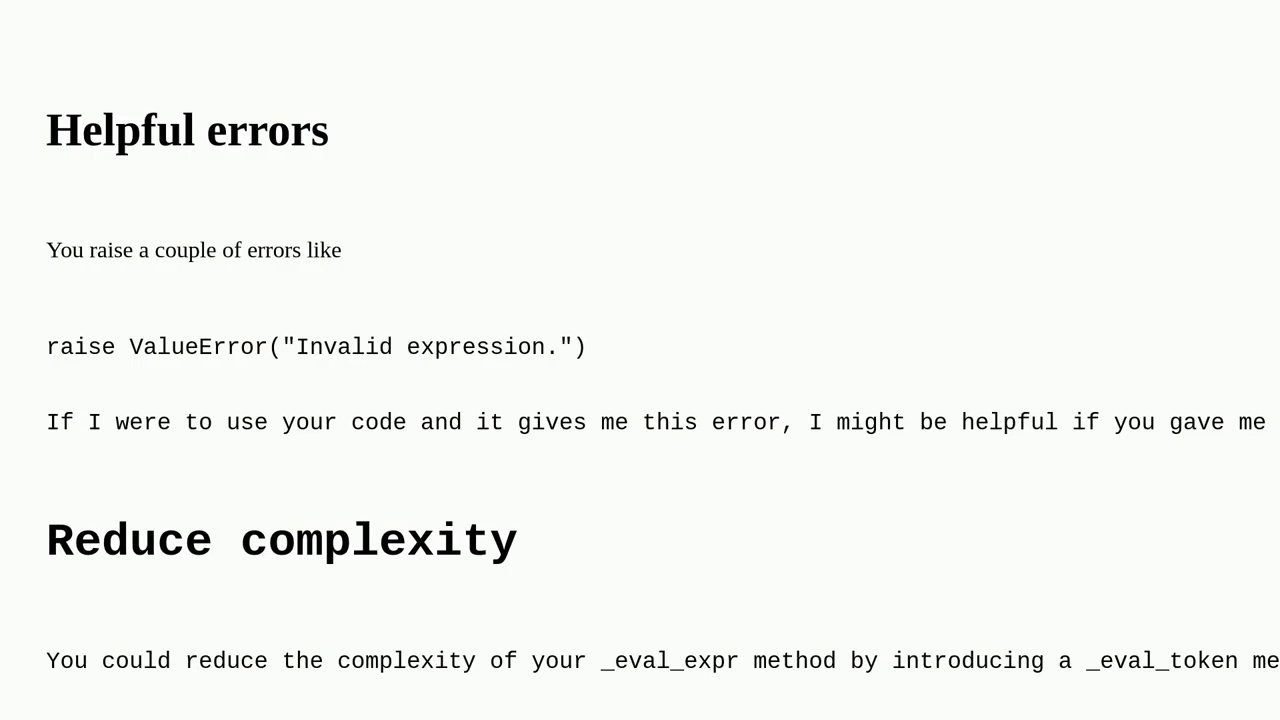 Helpful errors
You raise a couple of errors like
raise ValueError("Invalid expression.")
If I were to use your code and it gives me this error, I might be helpful if you gave me
Reduce complexity
You could reduce the complexity of your _eval_expr method by introducing a _eval_token me